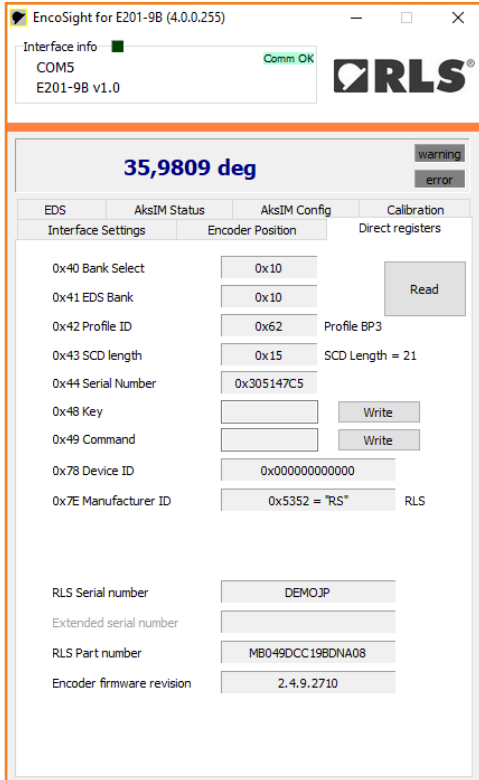 EncoSight for E201-9B (4.0.0.255)
Interface info
Comm OK
COM5
E201-9B v1.0
RLS®
35,9809 deg
warning
error
EDS AksIM Status AksIM Config Calibration
Interface Settings Encoder Position Direct registers
0x40 Bank Select 0x10
Read
0x41 EDS Bank 0x10
0x42 Profile ID 0x62 Profile BP3
0x43 SCD length 0x15 SCD Length = 21
0x44 Serial Number 0x305147C5
0x48 Key Write
0x49 Command Write
0x78 Device ID 0x000000000000
0x7E Manufacturer ID 0x5352 = "RS" RLS
RLS Serial number DEMOJP
Extended serial number
RLS Part number MB049DCC19BDNA08
Encoder firmware revision 2.4.9.2710